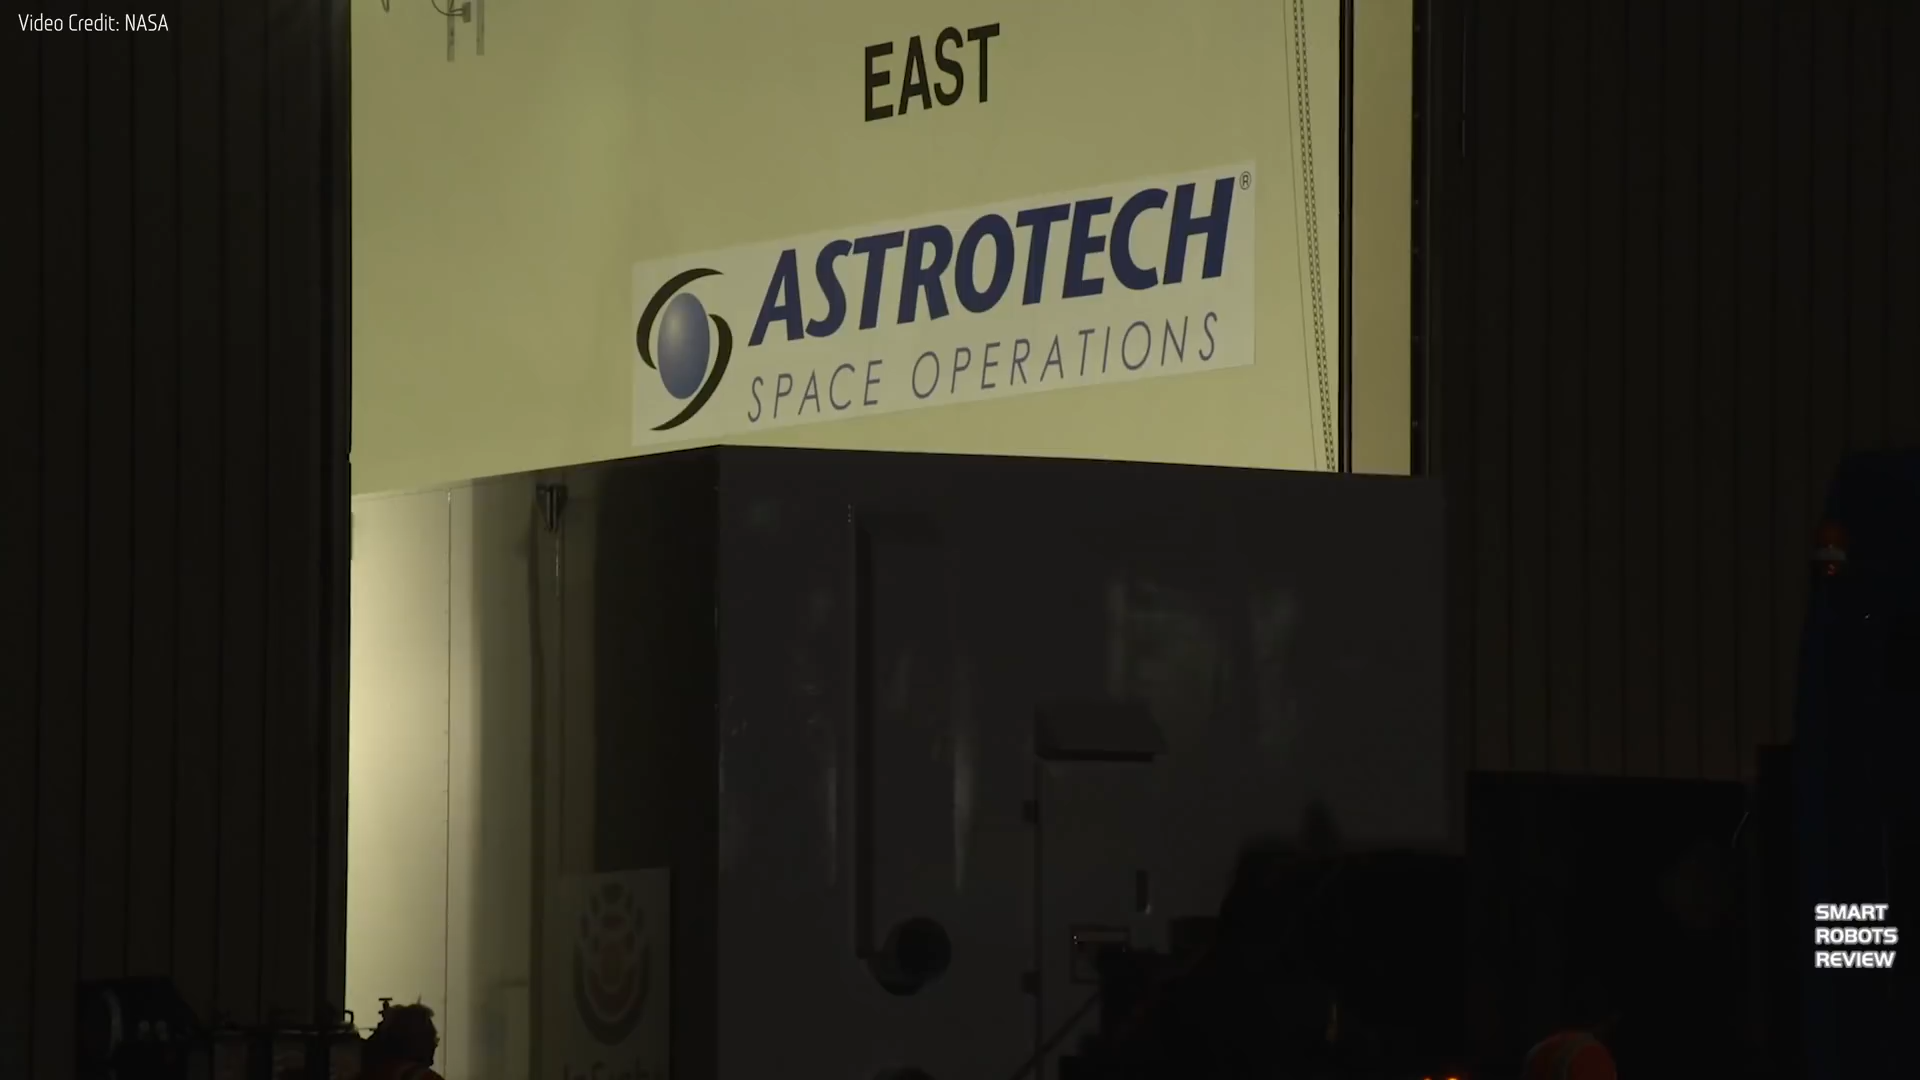 Video Credit: NASA
EAST
ASTROTECH®
SPACE OPERATIONS
SMART
ROBOTS
REVIEW